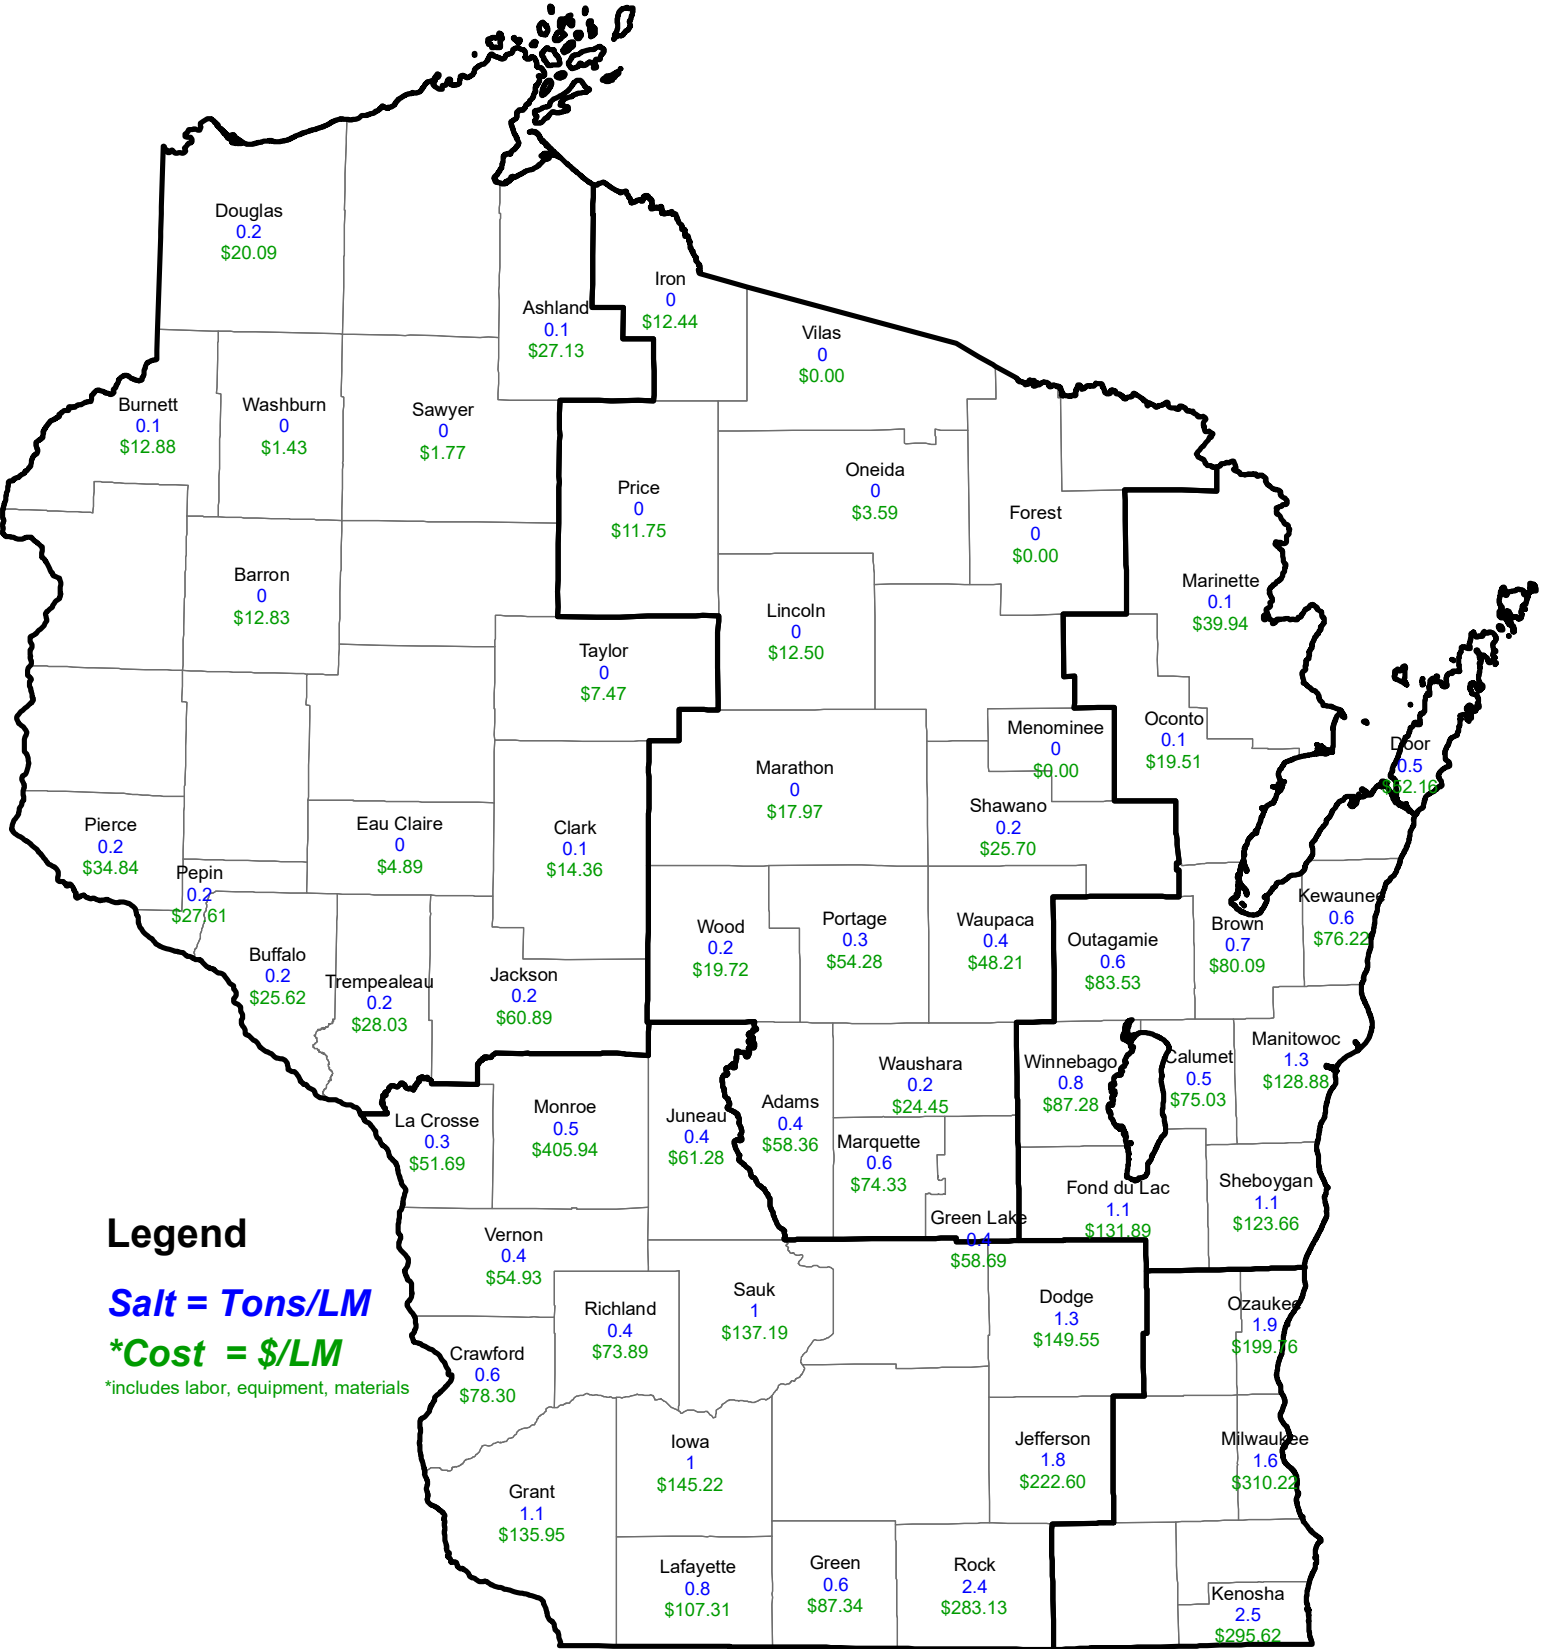 Douglas
0.2
$20.09
Iron
0
$12.44
Ashland
0.1
$27.13
Vilas
0
$0.00
Burnett
0.1
$12.88
Washburn
0
$1.43
Sawyer
0
$1.77
Price
0
$11.75
Oneida
0
$3.59
Forest
0
$0.00
Barron
0
$12.83
Marinette
0.1
$39.94
Lincoln
0
$12.50
Taylor
0
$7.47
Menominee
0
$0.00
Oconto
0.1
$19.51
Door
0.5
$52.16
Marathon
0
$17.97
Shawano
0.2
$25.70
Pierce
0.2
$34.84
Pepin
0.2
$27.61
Eau Claire
0
$4.89
Clark
0.1
$14.36
Wood
0.2
$19.72
Portage
0.3
$54.28
Waupaca
0.4
$48.21
Outagamie
0.6
$83.53
Brown
0.7
$80.09
Kewaunee
0.6
$76.22
Buffalo
0.2
$25.62
Trempealeau
0.2
$28.03
Jackson
0.2
$60.89
Waushara
0.2
$24.45
Winnebago
0.8
$87.28
Calumet
0.5
$75.03
Manitowoc
1.3
$128.88
La Crosse
0.3
$51.69
Monroe
0.5
$405.94
Juneau
0.4
$61.28
Adams
0.4
$58.36
Marquette
0.6
$74.33
Green Lake
0.4
$58.69
Fond du Lac
1.1
$131.89
Sheboygan
1.1
$123.66
Legend
Salt = Tons/LM
*Cost = $/LM
*includes labor, equipment, materials
Vernon
0.4
$54.93
Richland
0.4
$73.89
Sauk
1
$137.19
Dodge
1.3
$149.55
Ozaukee
1.9
$199.76
Crawford
0.6
$78.30
Iowa
1
$145.22
Jefferson
1.8
$222.60
Milwaukee
1.6
$310.22
Grant
1.1
$135.95
Lafayette
0.8
$107.31
Green
0.6
$87.34
Rock
2.4
$283.13
Kenosha
2.5
$295.62